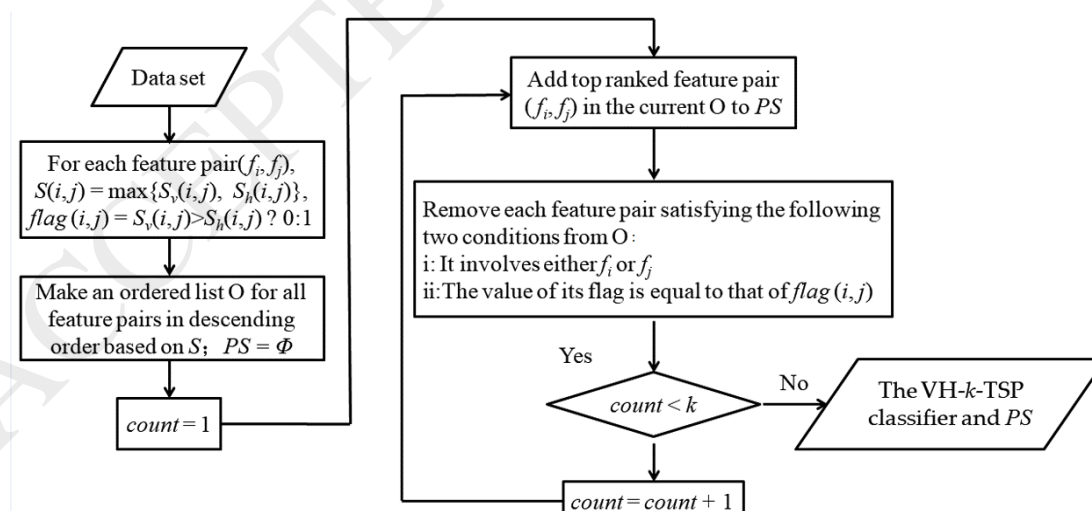 Data set
For each feature pair(fi, fj),
S(i,j) = max{Sv(i,j), Sh(i,j)},
flag (i,j) = Sv(i,j)>Sh(i,j) ? 0:1
Make an ordered list O for all
feature pairs in descending
order based on S; PS = Φ
count = 1
Add top ranked feature pair
(fi, fj) in the current O to PS
Remove each feature pair satisfying the following
two conditions from O:
i: It involves either fi or fj
ii:The value of its flag is equal to that of flag (i,j)
Yes
count < k
No
The VH-k-TSP
classifier and PS
count = count + 1
ACCEPTE